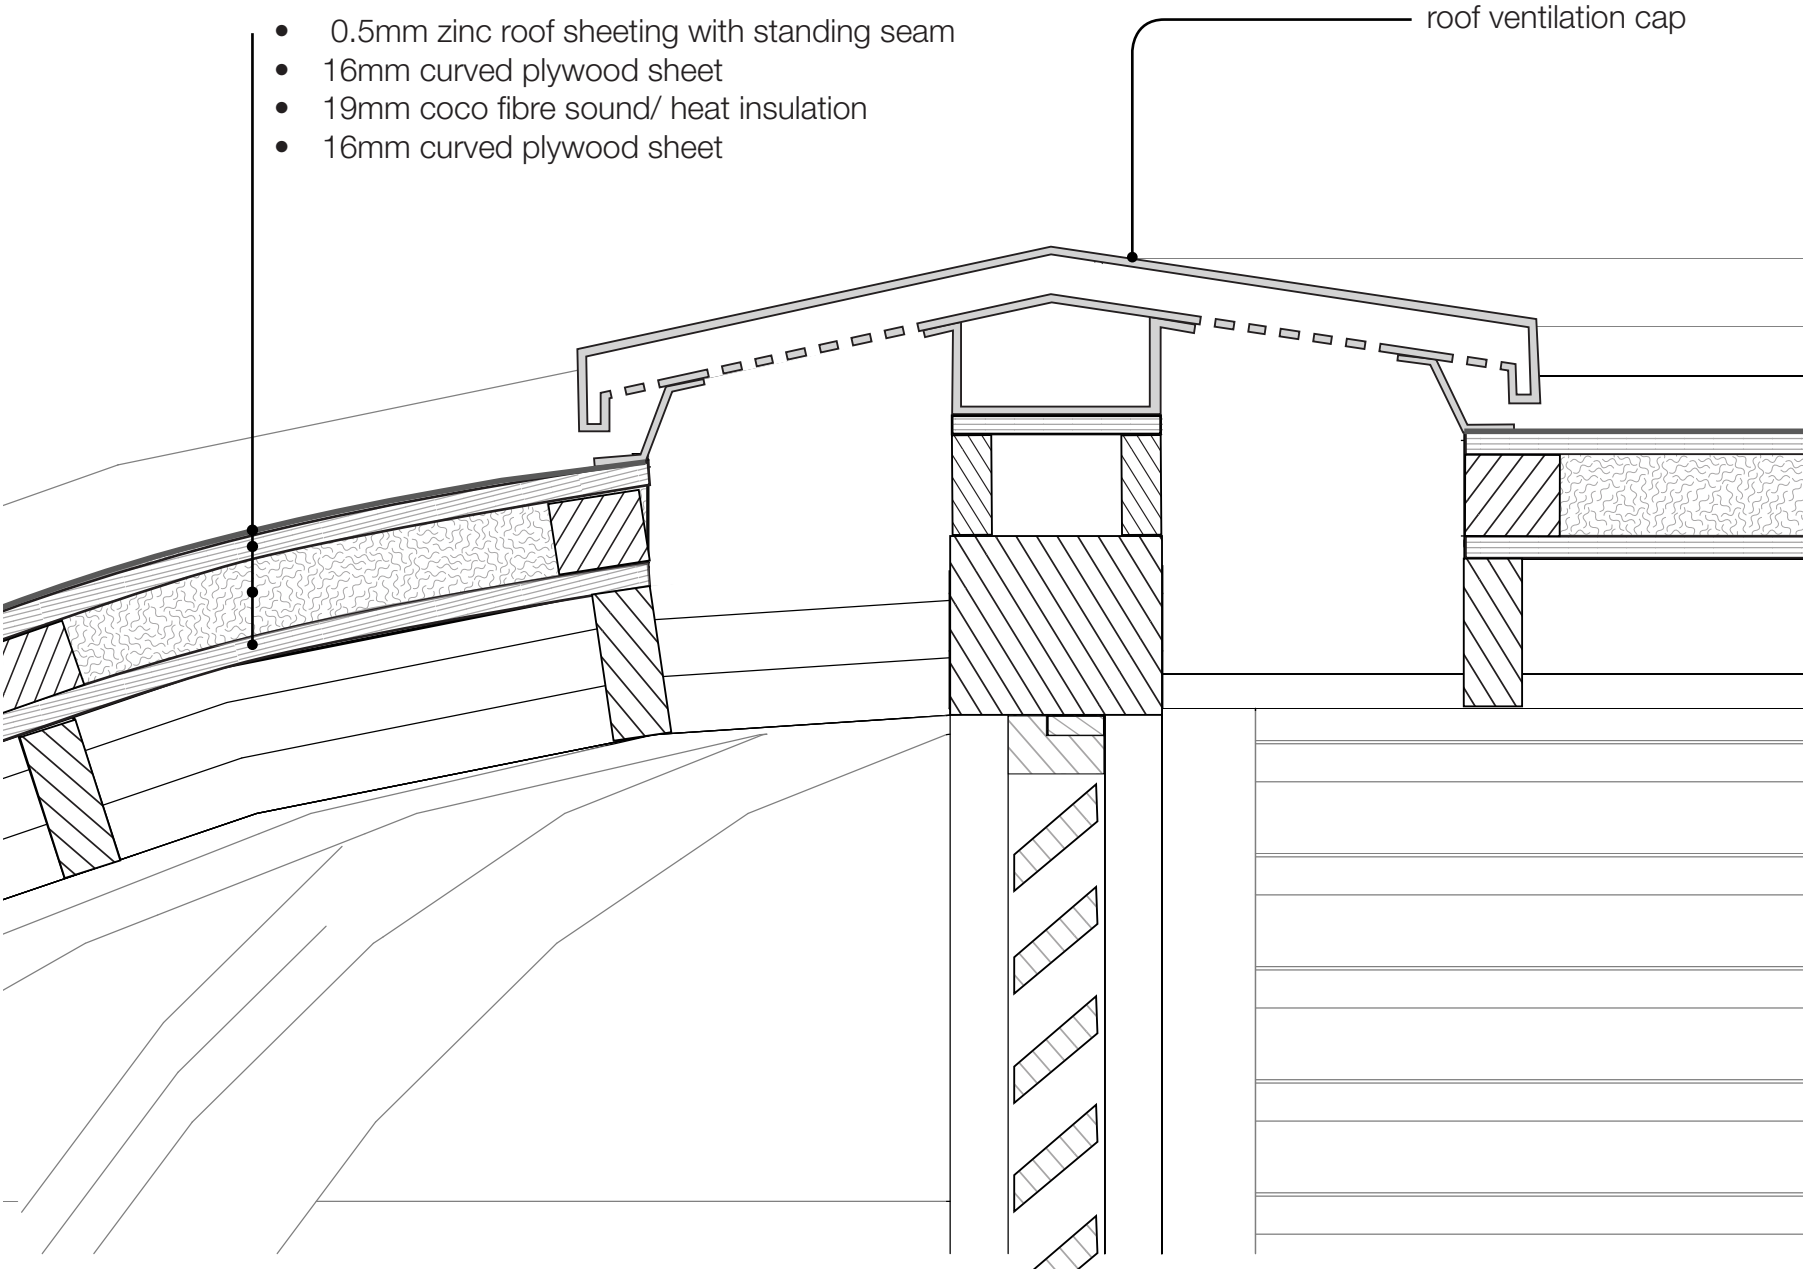 • 0.5mm zinc roof sheeting with standing seam
• 16mm curved plywood sheet
• 19mm coco fibre sound/ heat insulation
• 16mm curved plywood sheet
roof ventilation cap